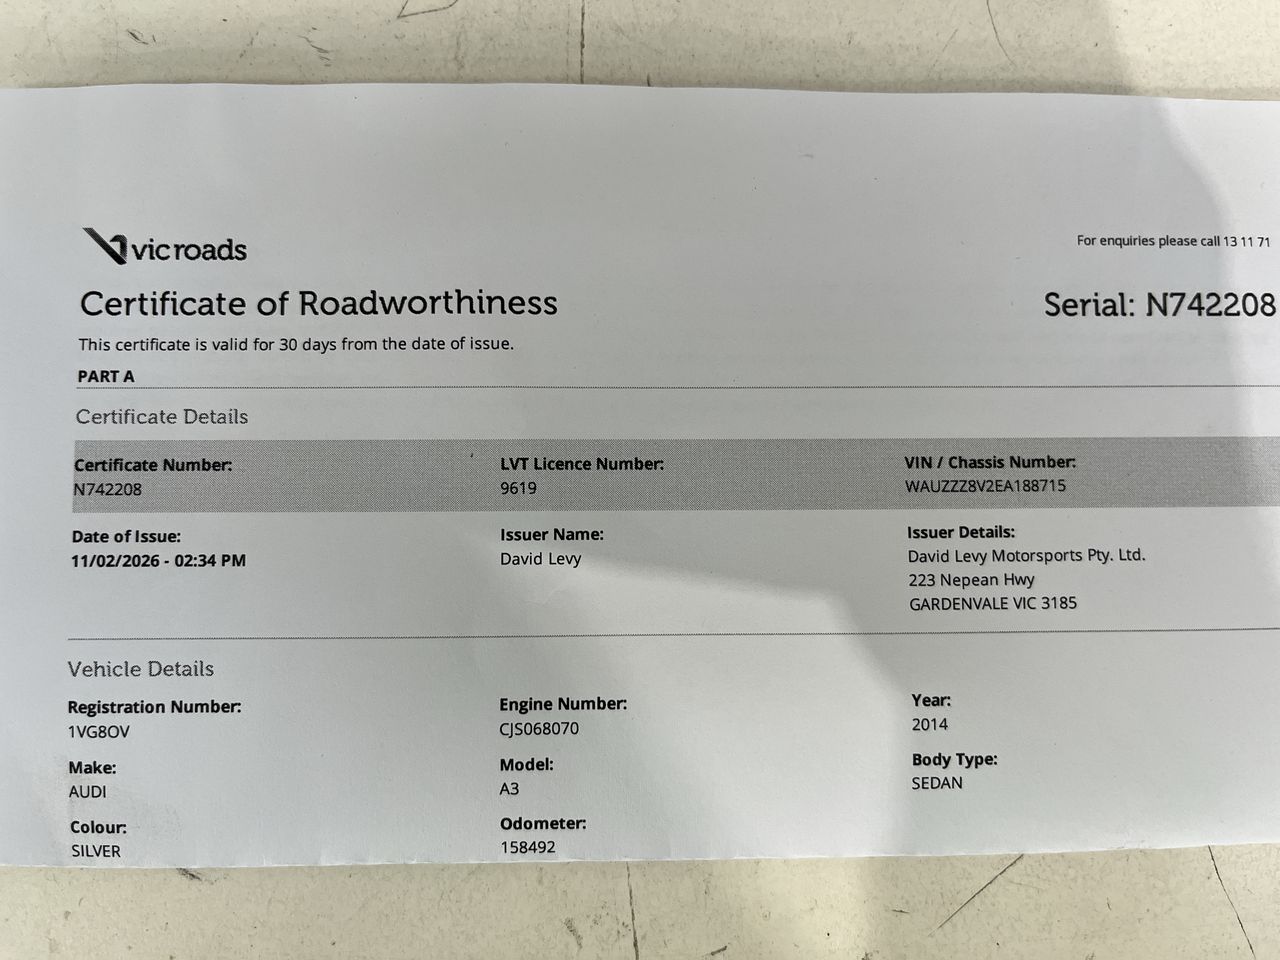 vicroads
For enquiries please call 13 11 71
Certificate of Roadworthiness
Serial: N742208
This certificate is valid for 30 days from the date of issue.
PART A
Certificate Details
Certificate Number:
N742208
LVT Licence Number:
9619
VIN / Chassis Number:
WAUZZZ8V2EA188715
Date of Issue:
11/02/2026 - 02:34 PM
Issuer Name:
David Levy
Issuer Details:
David Levy Motorsports Pty. Ltd.
223 Nepean Hwy
GARDENVALE VIC 3185
Vehicle Details
Registration Number:
1VG8OV
Engine Number:
CJS068070
Year:
2014
Make:
AUDI
Model:
A3
Body Type:
SEDAN
Colour:
SILVER
Odometer:
158492